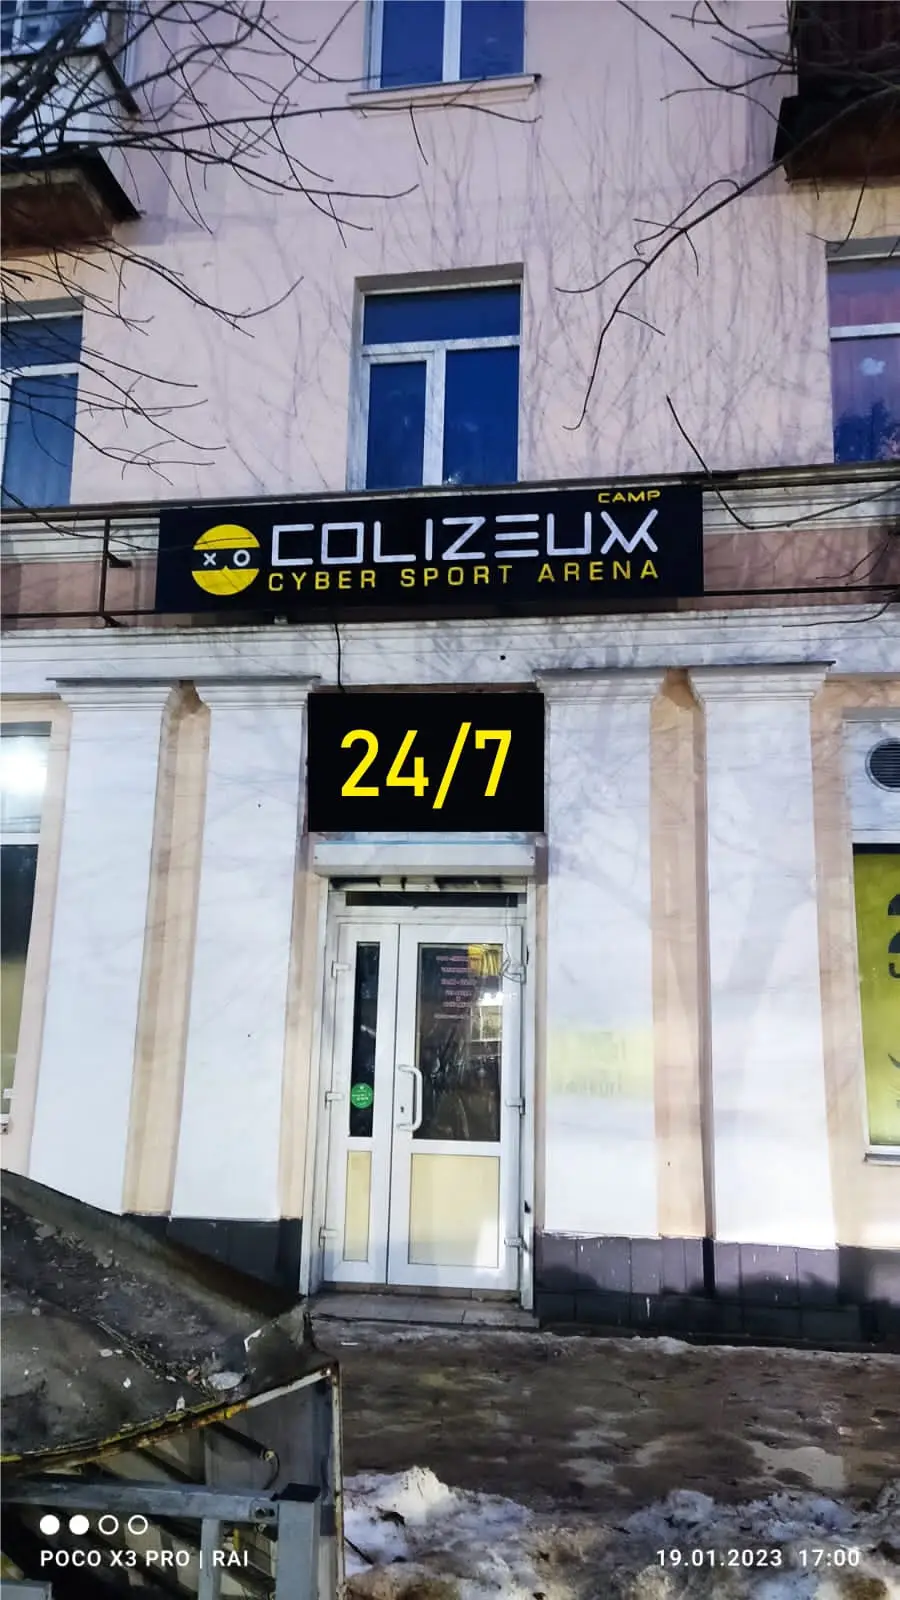 CAMP
COLIZEUM
CYBER SPORT ARENA
24/7
POCO X3 PRO | RAI
19.01.2023 17:00